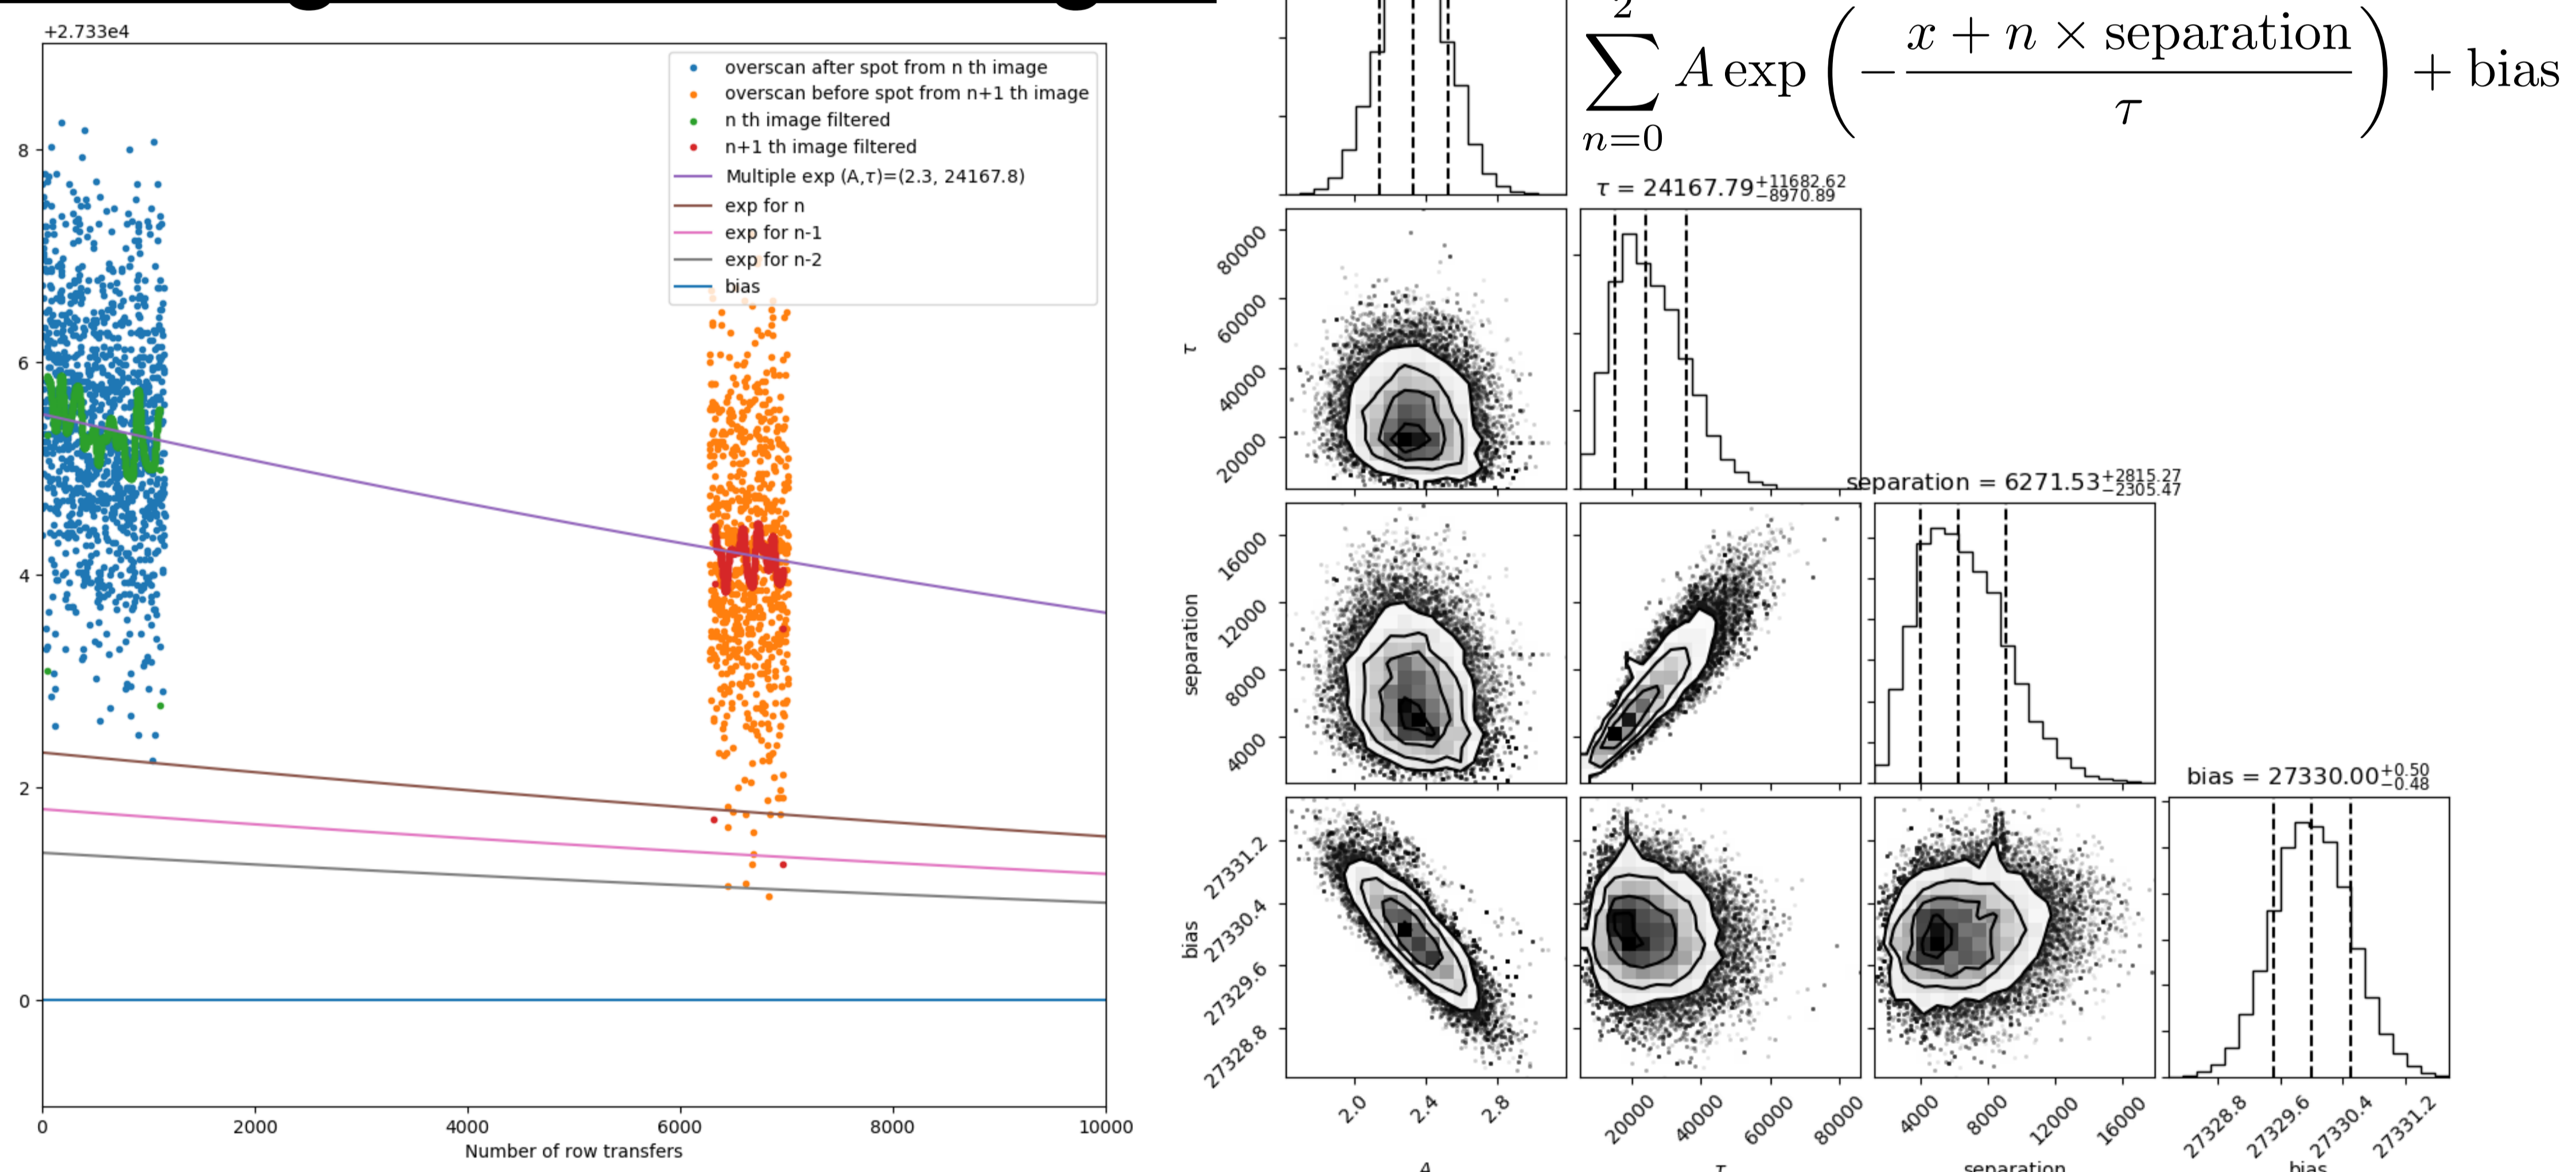 +2.733e4
8
6
4
2
0
0 2000 4000 6000 8000 10000
Number of row transfers
overscan after spot from n th image
overscan before spot from n+1 th image
n th image filtered
n+1 th image filtered
Multiple exp (A,τ)=(2.3, 24167.8)
exp for n
exp for n-1
exp for n-2
bias
2
∑ A exp (− x + n × separation / τ) + bias
n=0
τ = 24167.79 +11682.62 −8970.89
τ
80000
60000
40000
20000
separation = 6271.53 +2815.27 −2305.47
separation
16000
12000
8000
4000
bias = 27330.00 +0.50 −0.48
bias
27331.2
27330.4
27329.6
27328.8
2.0 2.4 2.8
20000 40000 60000 80000
4000 8000 12000 16000
27328.8 27329.6 27330.4 27331.2
A τ separation bias